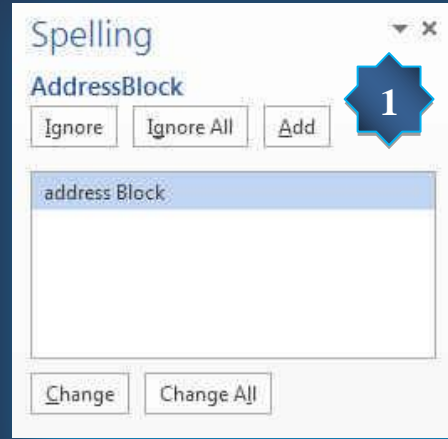 Spelling
AddressBlock
1
Ignore Ignore All Add
address Block
Change Change All